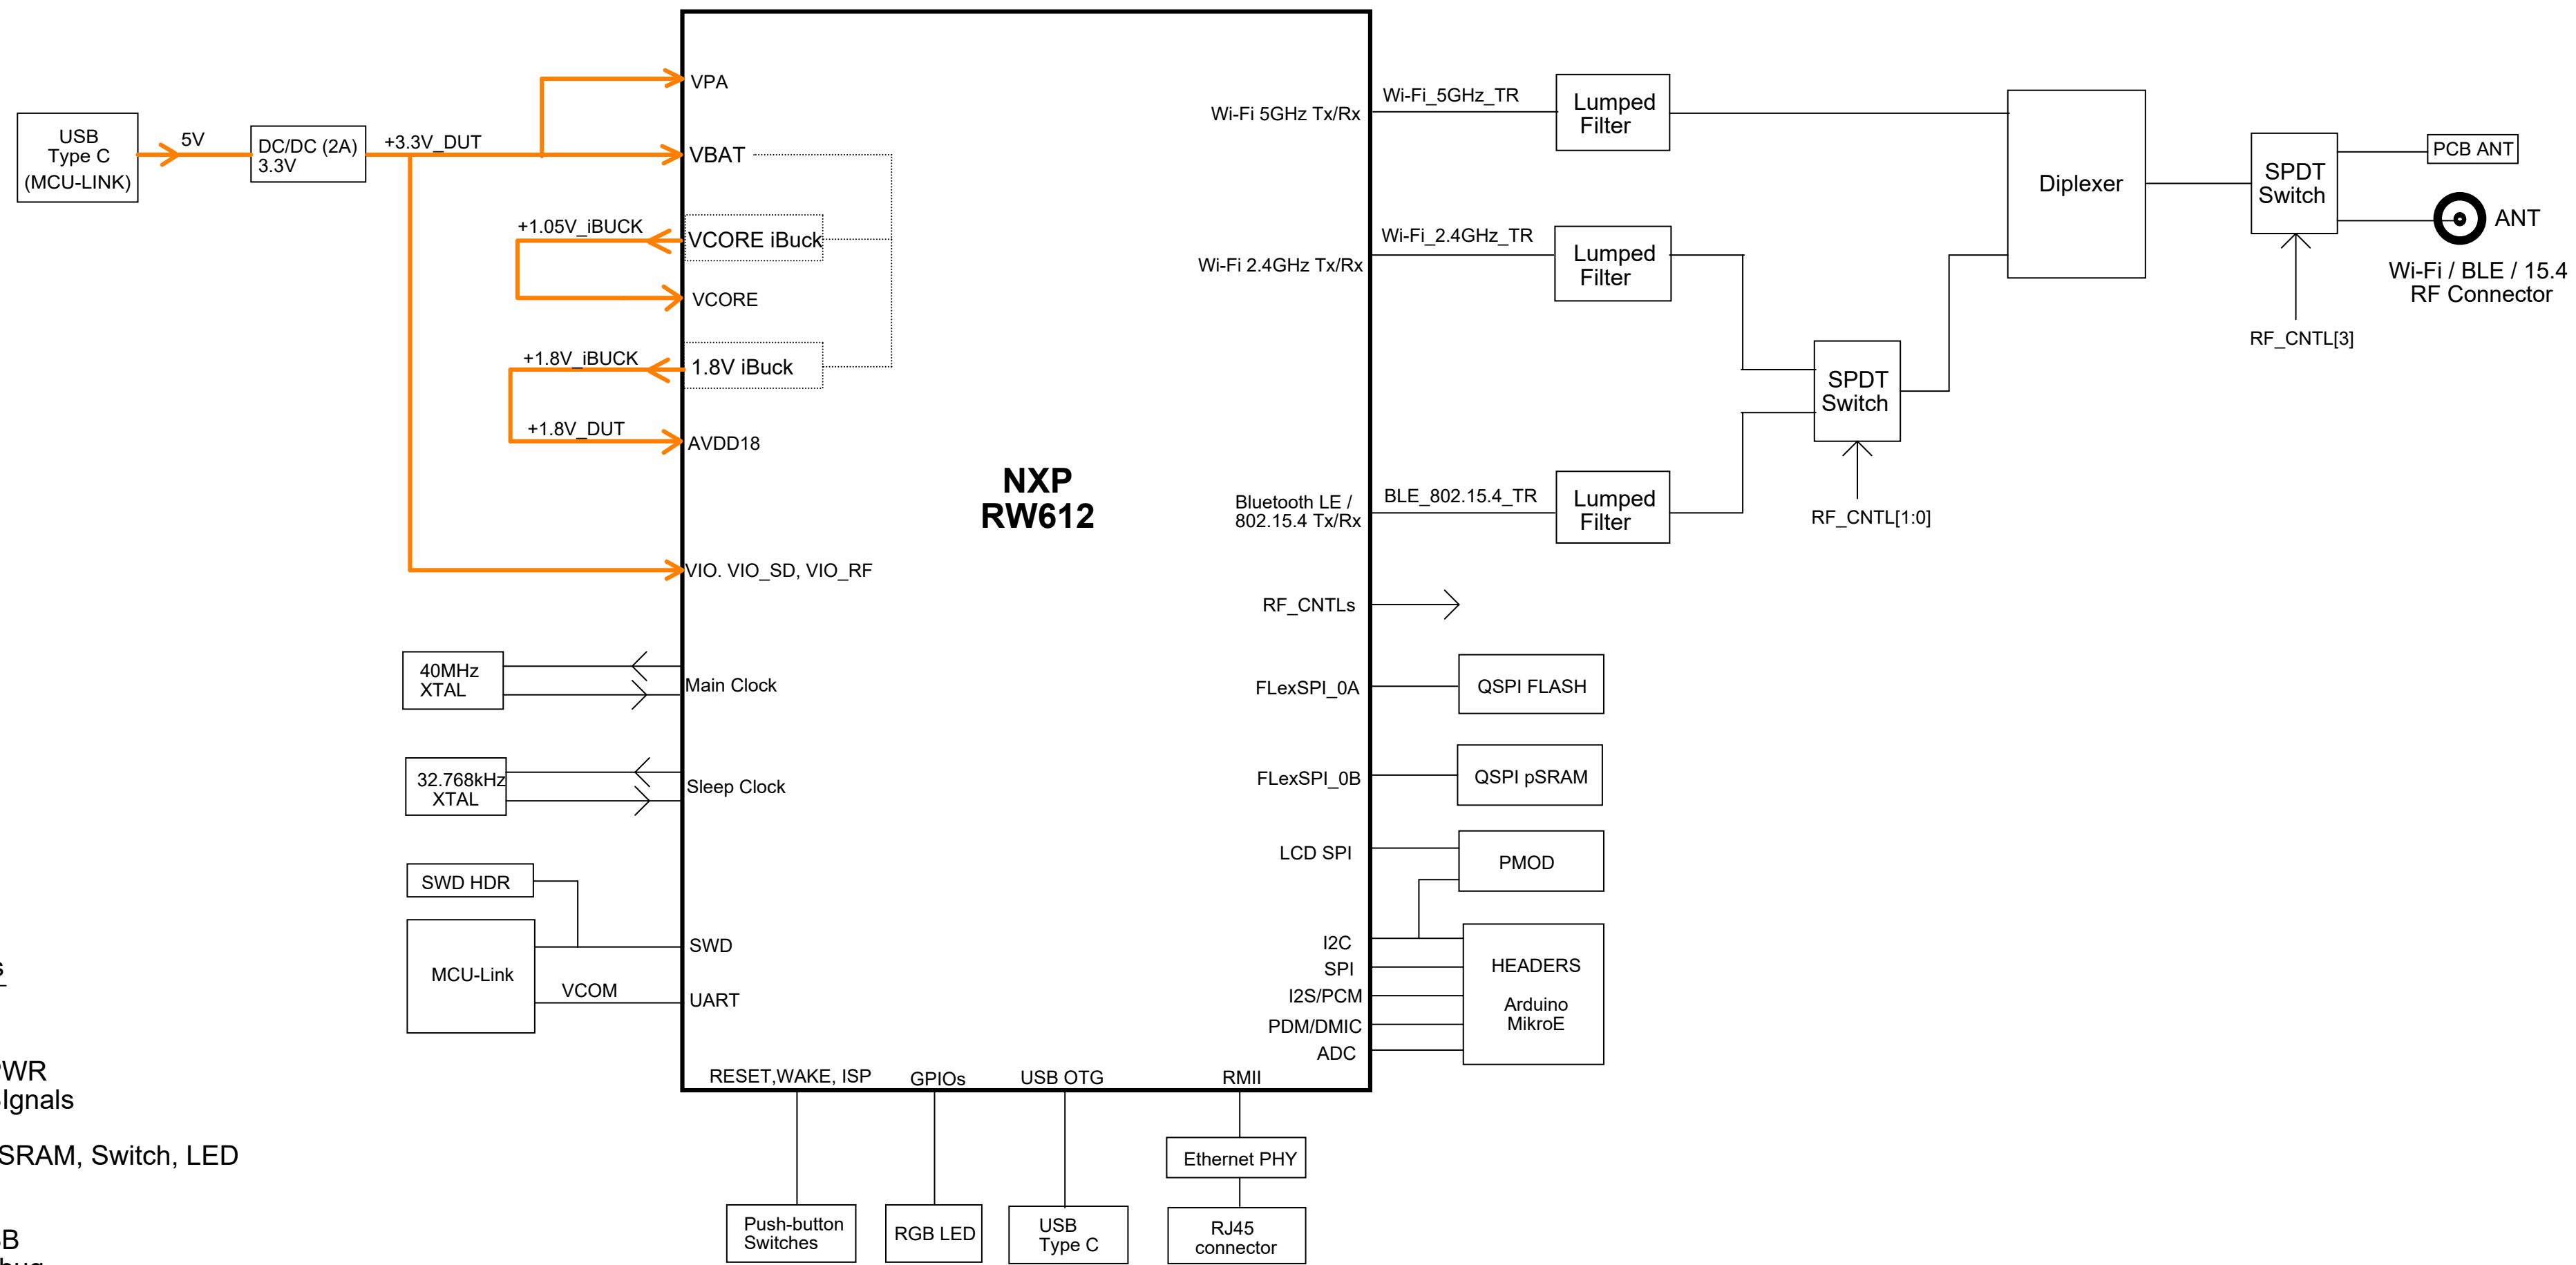 USB
Type C
(MCU-LINK)
5V
DC/DC (2A)
3.3V
+3.3V_DUT
VPA
VBAT
+1.05V_iBUCK
VCORE iBuck
VCORE
+1.8V_iBUCK
1.8V iBuck
+1.8V_DUT
AVDD18
VIO. VIO_SD, VIO_RF
40MHz
XTAL
Main Clock
32.768kHz
XTAL
Sleep Clock
SWD HDR
MCU-Link
SWD
VCOM
UART
NXP
RW612
Wi-Fi 5GHz Tx/Rx
Wi-Fi_5GHz_TR
Lumped
Filter
Wi-Fi 2.4GHz Tx/Rx
Wi-Fi_2.4GHz_TR
Lumped
Filter
Bluetooth LE /
802.15.4 Tx/Rx
BLE_802.15.4_TR
Lumped
Filter
SPDT
Switch
RF_CNTL[1:0]
Diplexer
SPDT
Switch
RF_CNTL[3]
PCB ANT
ANT
Wi-Fi / BLE / 15.4
RF Connector
RF_CNTLs
FLexSPI_0A
QSPI FLASH
FLexSPI_0B
QSPI pSRAM
LCD SPI
PMOD
I2C
SPI
I2S/PCM
PDM/DMIC
ADC
HEADERS
Arduino
MikroE
RESET,WAKE, ISP
GPIOs
USB OTG
RMII
Push-button
Switches
RGB LED
USB
Type C
Ethernet PHY
RJ45
connector
SRAM, Switch, LED